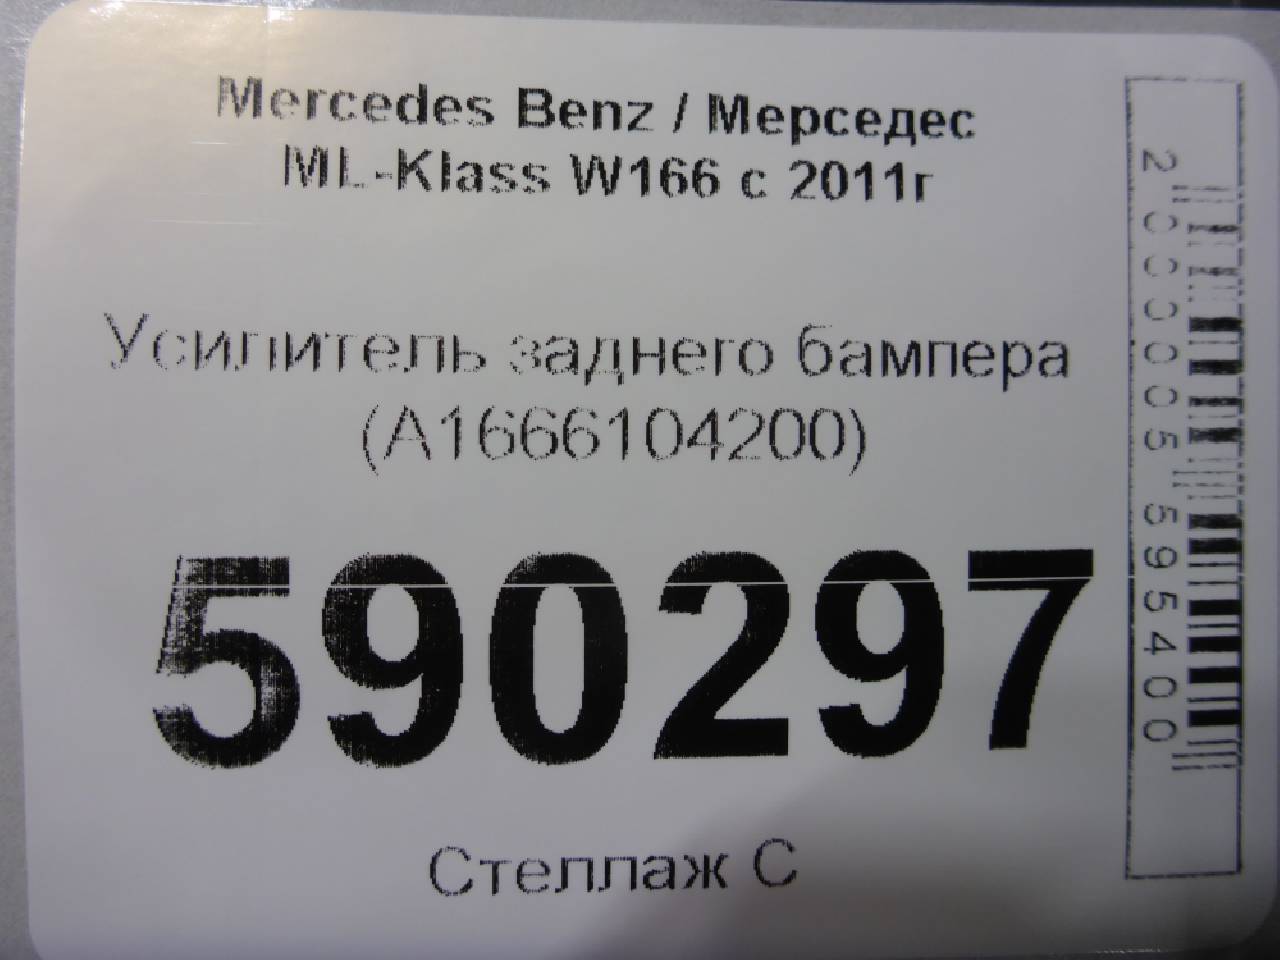 Mercedes Benz / Мерседес
ML-Klass W166 с 2011г
Усилитель заднего бампера
(A1666104200)
590297
Стеллаж С
2000005595400